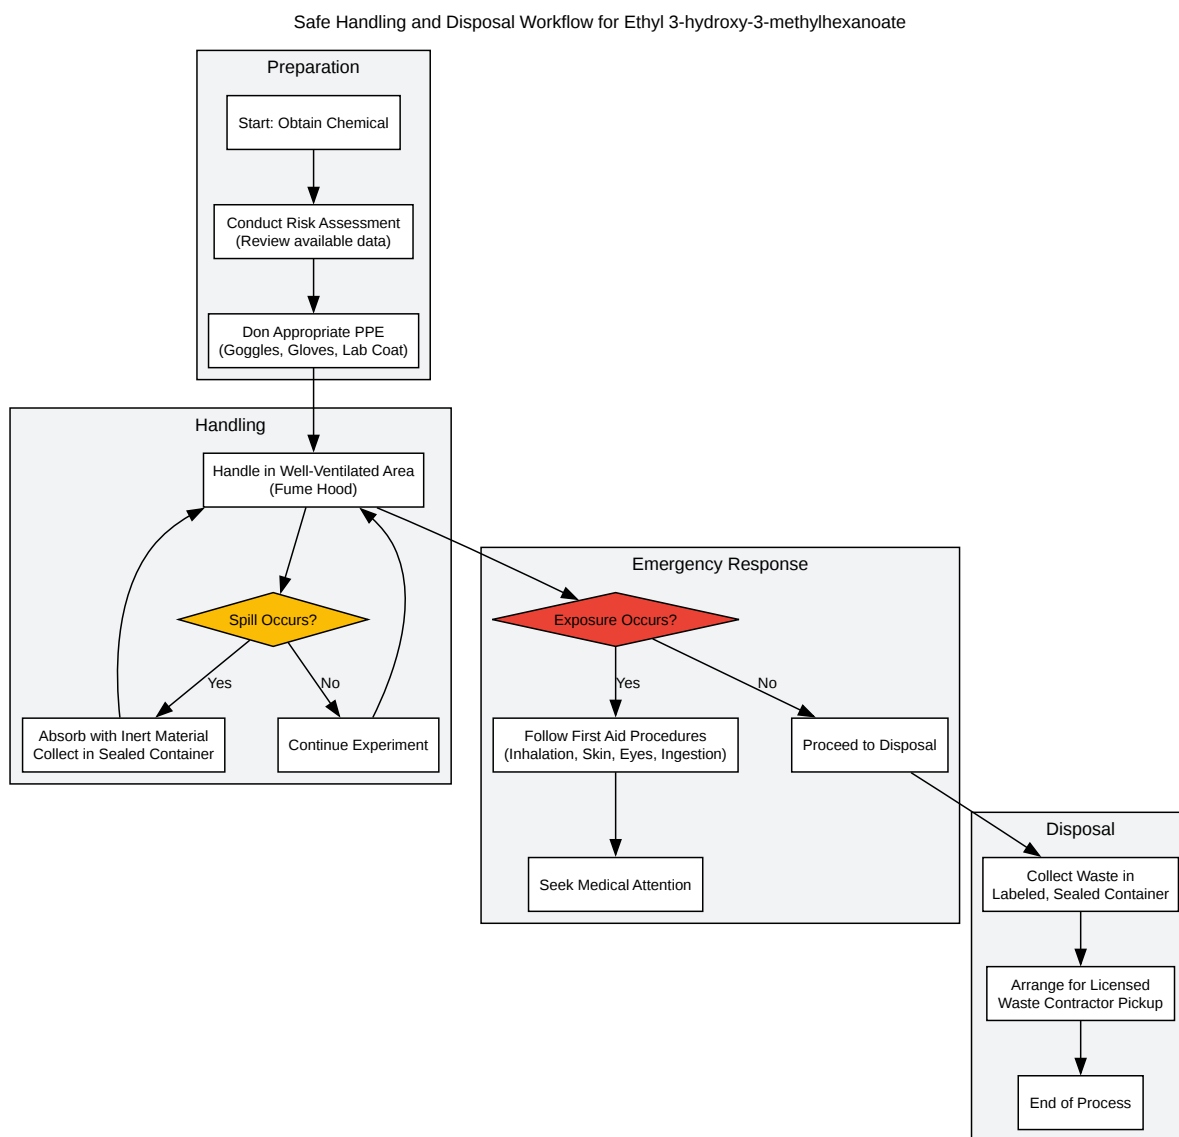 Safe Handling and Disposal Workflow for Ethyl 3-hydroxy-3-methylhexanoate
Preparation
Start: Obtain Chemical
Conduct Risk Assessment
(Review available data)
Don Appropriate PPE
(Goggles, Gloves, Lab Coat)
Handling
Handle in Well-Ventilated Area
(Fume Hood)
Spill Occurs?
Yes
No
Absorb with Inert Material
Collect in Sealed Container
Continue Experiment
Emergency Response
Exposure Occurs?
Yes
No
Follow First Aid Procedures
(Inhalation, Skin, Eyes, Ingestion)
Proceed to Disposal
Seek Medical Attention
Disposal
Collect Waste in
Labeled, Sealed Container
Arrange for Licensed
Waste Contractor Pickup
End of Process